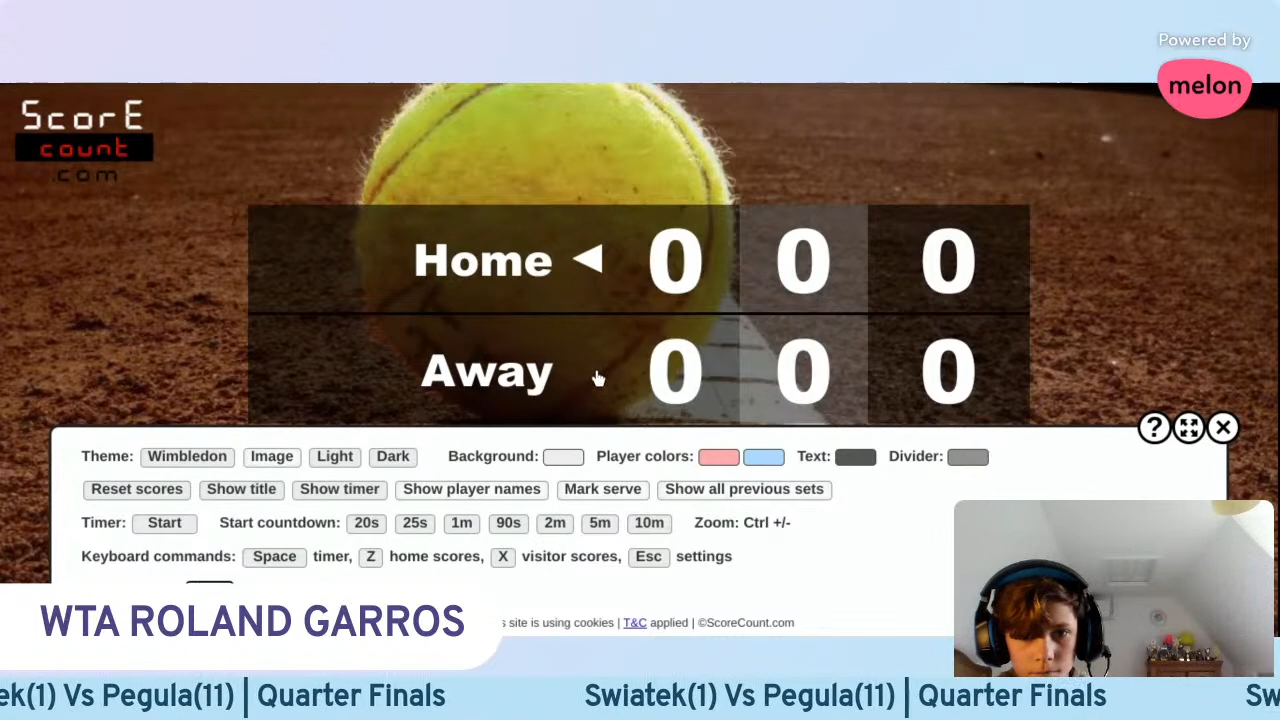 Powered by
melon
ScorE
count
.com
Home ◄ 0 0 0
Away 0 0 0
? ✕
Theme: Wimbledon Image Light Dark Background: Player colors: Text: Divider:
Reset scores Show title Show timer Show player names Mark serve Show all previous sets
Timer: Start Start countdown: 20s 25s 1m 90s 2m 5m 10m Zoom: Ctrl +/-
Keyboard commands: Space timer, Z home scores, X visitor scores, Esc settings
WTA ROLAND GARROS
site is using cookies | T&C applied | ©ScoreCount.com
ek(1) Vs Pegula(11) | Quarter Finals Swiatek(1) Vs Pegula(11) | Quarter Finals Sw